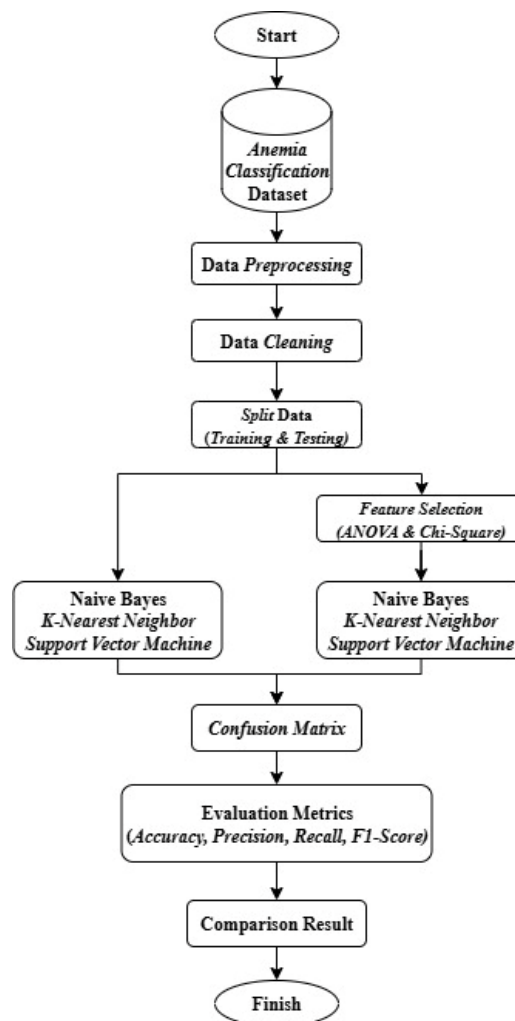 Start
Anemia
Classification
Dataset
Data Preprocessing
Data Cleaning
Split Data
(Training & Testing)
Feature Selection
(ANOVA & Chi-Square)
Naive Bayes
K-Nearest Neighbor
Support Vector Machine
Naive Bayes
K-Nearest Neighbor
Support Vector Machine
Confusion Matrix
Evaluation Metrics
(Accuracy, Precision, Recall, F1-Score)
Comparison Result
Finish